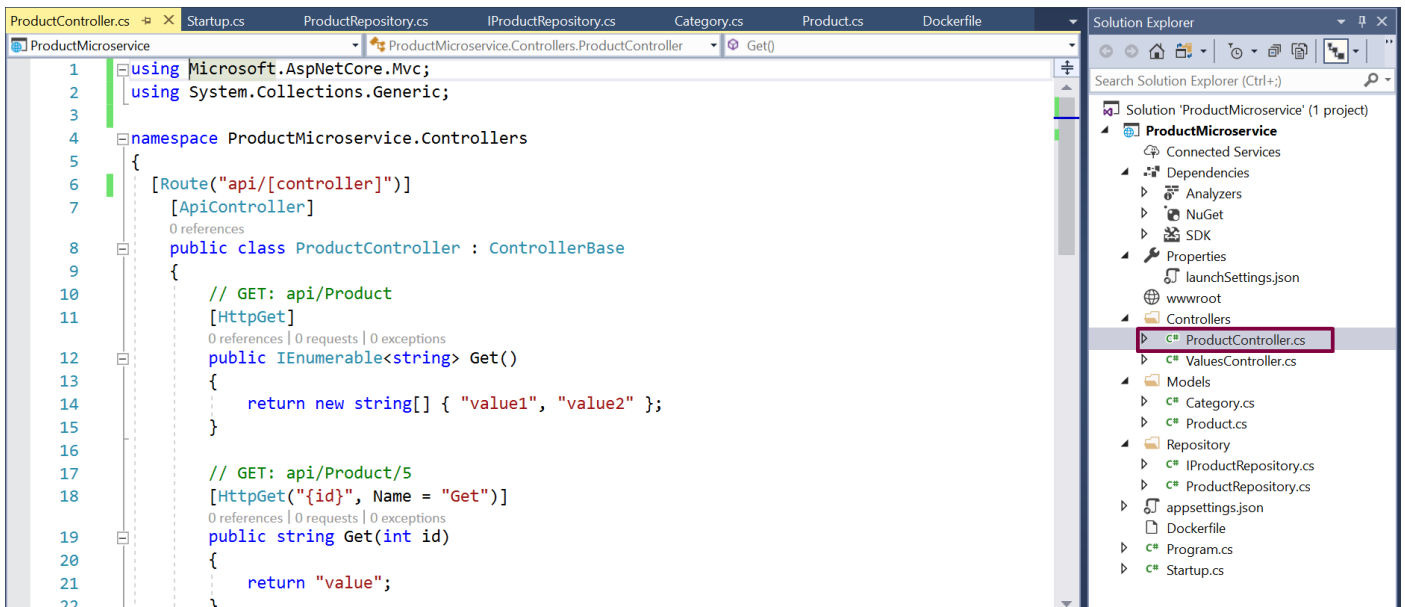 ProductController.cs Startup.cs ProductRepository.cs IProductRepository.cs Category.cs Product.cs Dockerfile
ProductMicroservice ProductMicroservice.Controllers.ProductController Get()
1 using Microsoft.AspNetCore.Mvc;
2 using System.Collections.Generic;
3
4 namespace ProductMicroservice.Controllers
5 {
6 [Route("api/[controller]")]
7 [ApiController]
0 references
8 public class ProductController : ControllerBase
9 {
10 // GET: api/Product
11 [HttpGet]
0 references | 0 requests | 0 exceptions
12 public IEnumerable<string> Get()
13 {
14 return new string[] { "value1", "value2" };
15 }
16
17 // GET: api/Product/5
18 [HttpGet("{id}", Name = "Get")]
0 references | 0 requests | 0 exceptions
19 public string Get(int id)
20 {
21 return "value";
22 }
Solution Explorer
Search Solution Explorer (Ctrl+;)
Solution 'ProductMicroservice' (1 project)
ProductMicroservice
Connected Services
Dependencies
Analyzers
NuGet
SDK
Properties
launchSettings.json
wwwroot
Controllers
C# ProductController.cs
C# ValuesController.cs
Models
C# Category.cs
C# Product.cs
Repository
C# IProductRepository.cs
C# ProductRepository.cs
appsettings.json
Dockerfile
C# Program.cs
C# Startup.cs